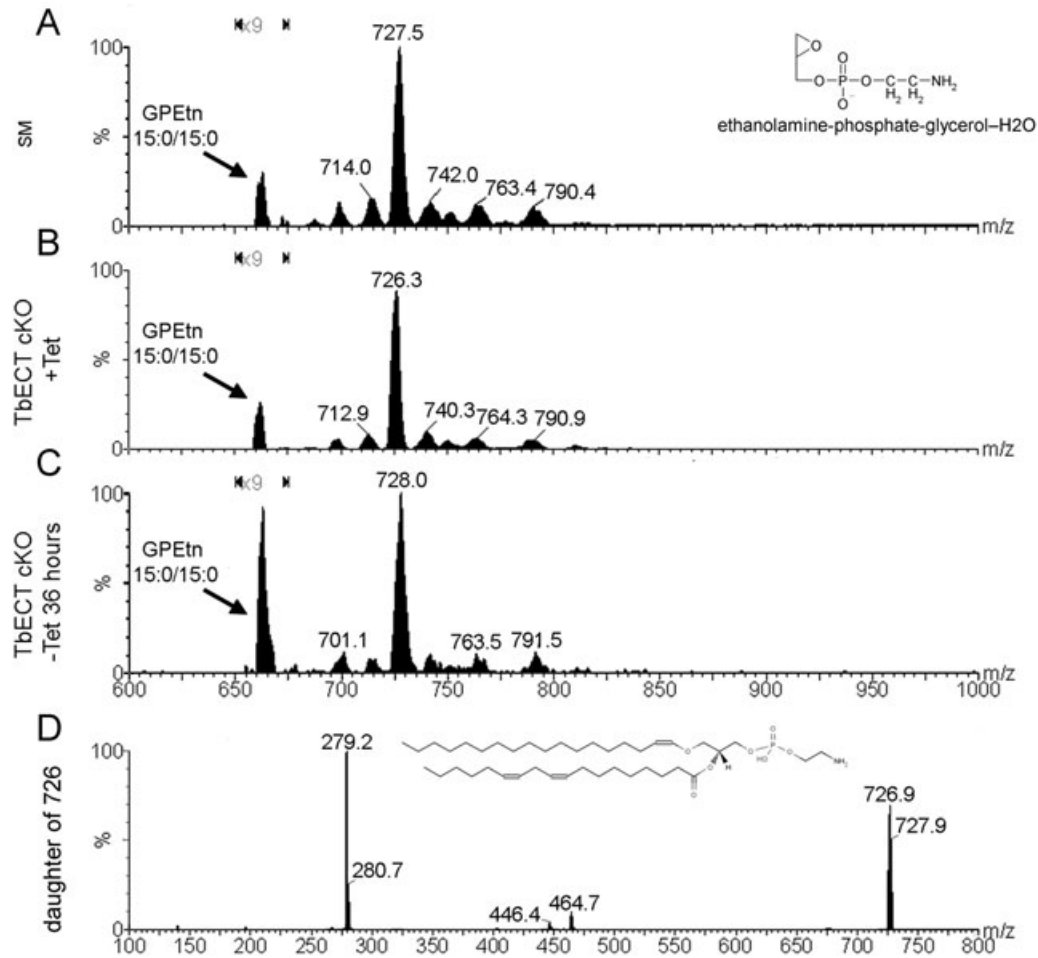 A
x9
727.5
100
GPEtn
15:0/15:0
SM
%
714.0
742.0
763.4
790.4
0
m/z
O
O
O P O C C NH2
O-
H2 H2
ethanolamine-phosphate-glycerol–H2O
B
x9
726.3
100
GPEtn
15:0/15:0
TbECT cKO
+Tet
%
712.9
740.3
764.3
790.9
0
m/z
C
x9
728.0
100
GPEtn
15:0/15:0
TbECT cKO
-Tet 36 hours
%
701.1
763.5
791.5
0
m/z
600 650 700 750 800 850 900 950 1000
D
279.2
100
daughter of 726
%
280.7
446.4
464.7
726.9
727.9
O
O
O P O
HO
NH2
O H
O
0
m/z
100 150 200 250 300 350 400 450 500 550 600 650 700 750 800